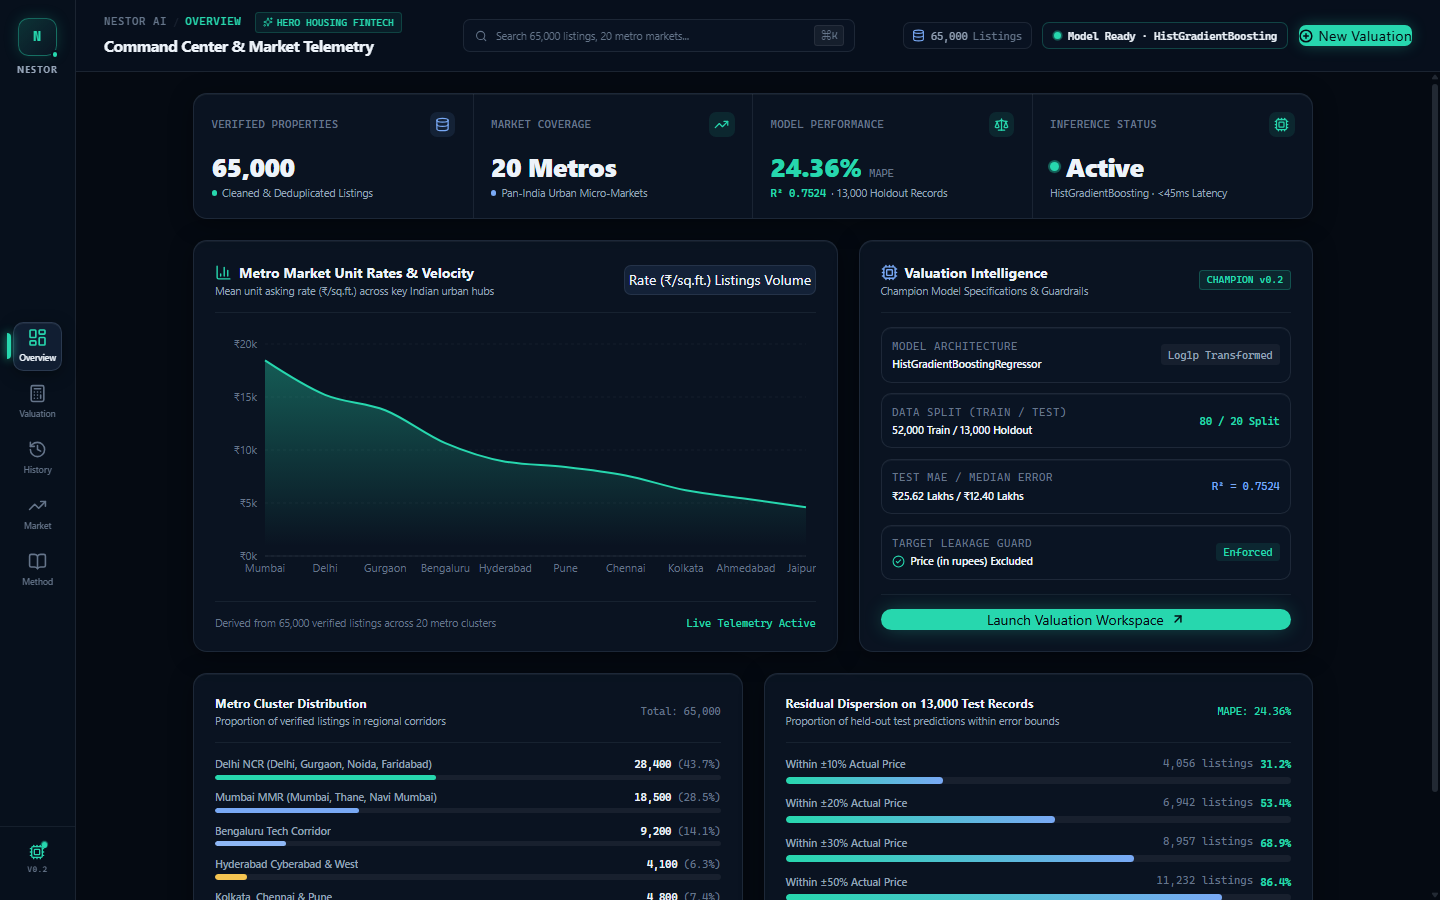 N
NESTOR
NESTOR AI / OVERVIEW
HERO HOUSING FINTECH
Command Center & Market Telemetry
Search 65,000 listings, 20 metro markets...
⌘K
65,000 Listings
Model Ready · HistGradientBoosting
New Valuation
VERIFIED PROPERTIES
65,000
Cleaned & Deduplicated Listings
MARKET COVERAGE
20 Metros
Pan-India Urban Micro-Markets
MODEL PERFORMANCE
24.36% MAPE
R² 0.7524 · 13,000 Holdout Records
INFERENCE STATUS
Active
HistGradientBoosting · <45ms Latency
Overview
Valuation
History
Market
Method
V0.2
Metro Market Unit Rates & Velocity
Mean unit asking rate (₹/sq.ft.) across key Indian urban hubs
Rate (₹/sq.ft.) Listings Volume
₹20k
₹15k
₹10k
₹5k
₹0k
Mumbai Delhi Gurgaon Bengaluru Hyderabad Pune Chennai Kolkata Ahmedabad Jaipur
Derived from 65,000 verified listings across 20 metro clusters
Live Telemetry Active
Valuation Intelligence
Champion Model Specifications & Guardrails
CHAMPION v0.2
MODEL ARCHITECTURE
HistGradientBoostingRegressor
Log1p Transformed
DATA SPLIT (TRAIN / TEST)
52,000 Train / 13,000 Holdout
80 / 20 Split
TEST MAE / MEDIAN ERROR
₹25.62 Lakhs / ₹12.40 Lakhs
R² = 0.7524
TARGET LEAKAGE GUARD
Price (in rupees) Excluded
Enforced
Launch Valuation Workspace
Metro Cluster Distribution
Proportion of verified listings in regional corridors
Total: 65,000
Delhi NCR (Delhi, Gurgaon, Noida, Faridabad) 28,400 (43.7%)
Mumbai MMR (Mumbai, Thane, Navi Mumbai) 18,500 (28.5%)
Bengaluru Tech Corridor 9,200 (14.1%)
Hyderabad Cyberabad & West 4,100 (6.3%)
Kolkata, Chennai & Pune 4,800 (7.4%)
Residual Dispersion on 13,000 Test Records
Proportion of held-out test predictions within error bounds
MAPE: 24.36%
Within ±10% Actual Price 4,056 listings 31.2%
Within ±20% Actual Price 6,942 listings 53.4%
Within ±30% Actual Price 8,957 listings 68.9%
Within ±50% Actual Price 11,232 listings 86.4%